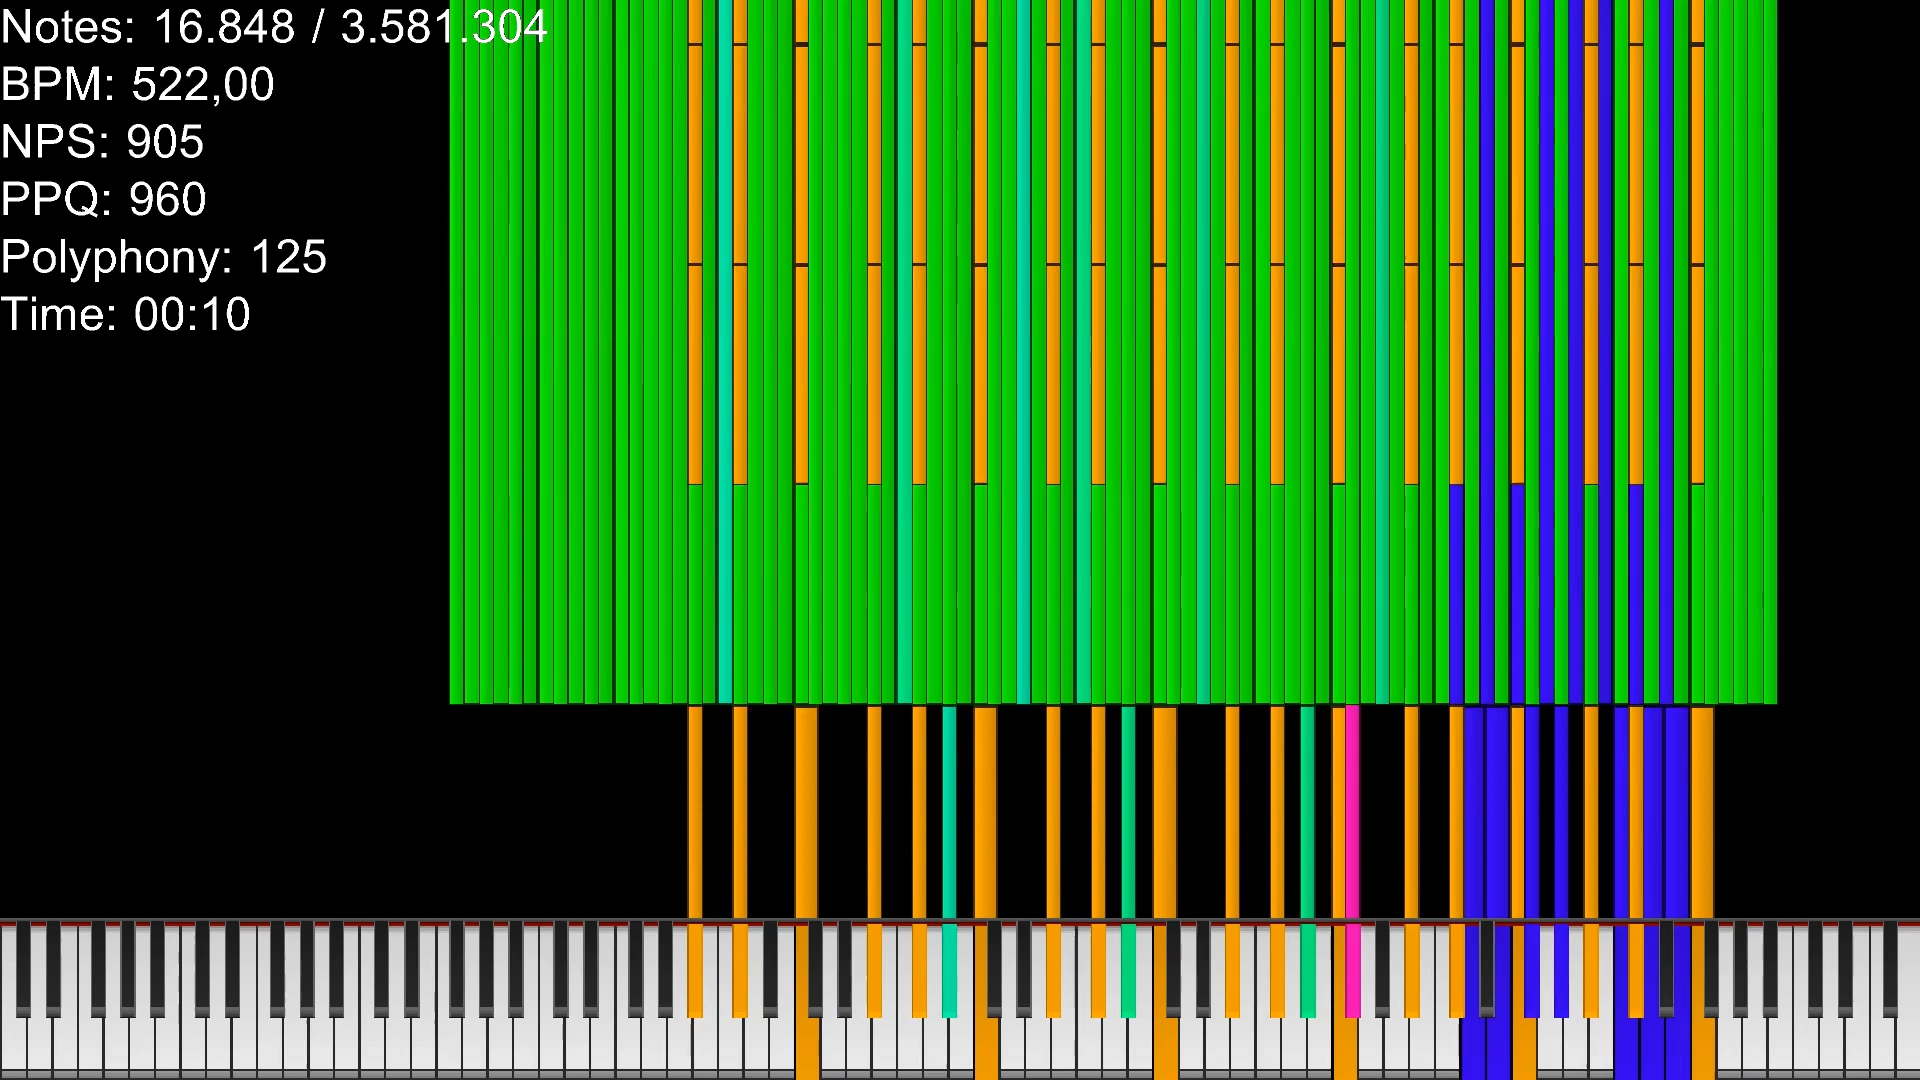 Notes: 16.848 / 3.581.304
BPM: 522,00
NPS: 905
PPQ: 960
Polyphony: 125
Time: 00:10